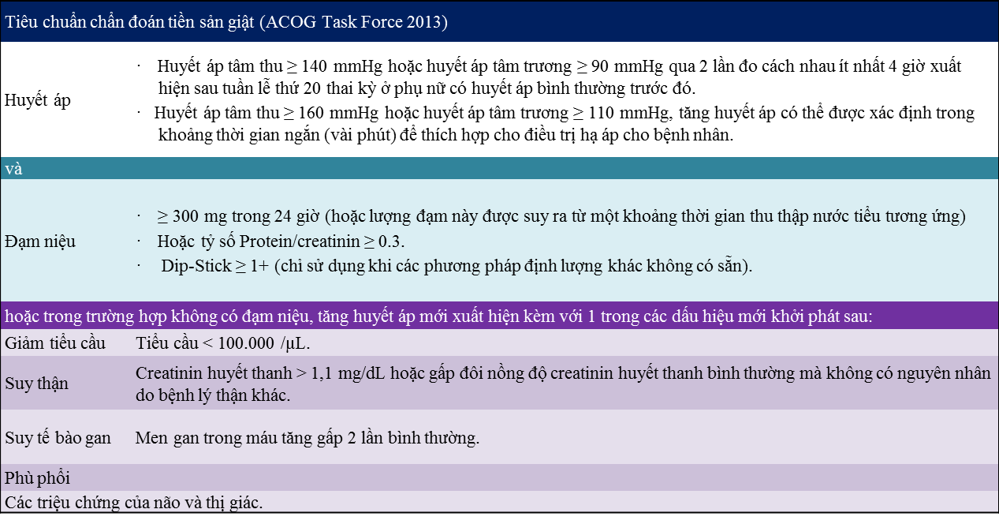 Tiêu chuẩn chẩn đoán tiền sản giật (ACOG Task Force 2013)
Huyết áp
· Huyết áp tâm thu ≥ 140 mmHg hoặc huyết áp tâm trương ≥ 90 mmHg qua 2 lần đo cách nhau ít nhất 4 giờ xuất
hiện sau tuần lễ thứ 20 thai kỳ ở phụ nữ có huyết áp bình thường trước đó.
· Huyết áp tâm thu ≥ 160 mmHg hoặc huyết áp tâm trương ≥ 110 mmHg, tăng huyết áp có thể được xác định trong
khoảng thời gian ngắn (vài phút) để thích hợp cho điều trị hạ áp cho bệnh nhân.
và
Đạm niệu
· ≥ 300 mg trong 24 giờ (hoặc lượng đạm này được suy ra từ một khoảng thời gian thu thập nước tiểu tương ứng)
· Hoặc tỷ số Protein/creatinin ≥ 0.3.
· Dip-Stick ≥ 1+ (chỉ sử dụng khi các phương pháp định lượng khác không có sẵn).
hoặc trong trường hợp không có đạm niệu, tăng huyết áp mới xuất hiện kèm với 1 trong các dấu hiệu mới khởi phát sau:
Giảm tiểu cầu Tiểu cầu < 100.000 /μL.
Suy thận
Creatinin huyết thanh > 1,1 mg/dL hoặc gấp đôi nồng độ creatinin huyết thanh bình thường mà không có nguyên nhân
do bệnh lý thận khác.
Suy tế bào gan Men gan trong máu tăng gấp 2 lần bình thường.
Phù phổi
Các triệu chứng của não và thị giác.